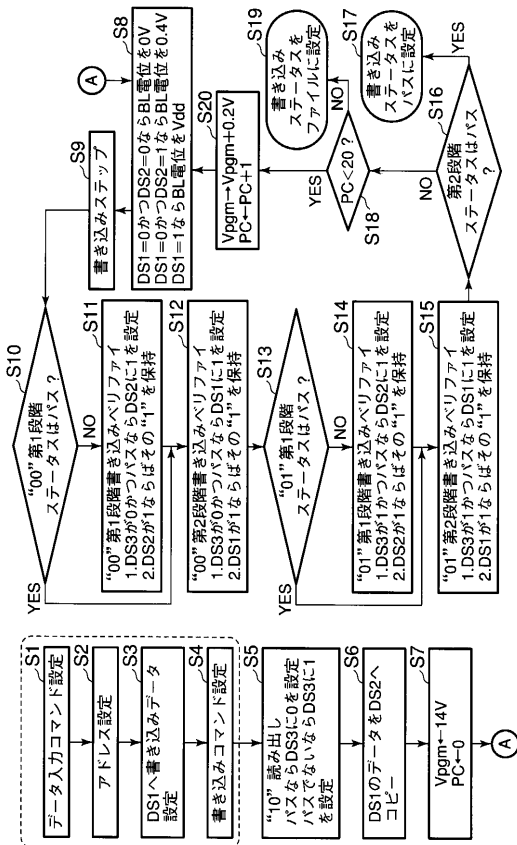 S1
データ入力コマンド設定
S2
アドレス設定
S3
DS1へ書き込みデータ
設定
S4
書き込みコマンド設定
S5
“10”読み出し
パスならDS3に0を設定
パスでないならDS3に1
を設定
S6
DS1のデータをDS2へ
コピー
S7
Vpgm←14V
PC←0
A
A
S8
DS1=0かつDS2=0ならBL電位を0V
DS1=0かつDS2=1ならBL電位を0.4V
DS1=1ならBL電位をVdd
S9
書き込みステップ
S10
“00”第1段階
ステータスはパス?
YES
NO
S11
“00”第1段階書き込みベリファイ
1.DS3が0かつパスならDS2に1を設定
2.DS2が1ならばその“1”を保持
S12
“00”第2段階書き込みベリファイ
1.DS3が0かつパスならDS1に1を設定
2.DS2が1ならばその“1”を保持
S13
“01”第1段階
ステータスはパス?
YES
NO
S14
“01”第1段階書き込みベリファイ
1.DS3が1かつパスならDS2に1を設定
2.DS2が1ならばその“1”を保持
S15
“01”第2段階書き込みベリファイ
1.DS3が1かつパスならDS1に1を設定
2.DS1が1ならばその“1”を保持
S16
第2段階
ステータスはパス
?
YES
NO
S17
書き込み
ステータスを
パスに設定
S18
PC<20?
YES
NO
S19
書き込み
ステータスを
ファイルに設定
S20
Vpgm→Vpgm+0.2V
PC←PC+1